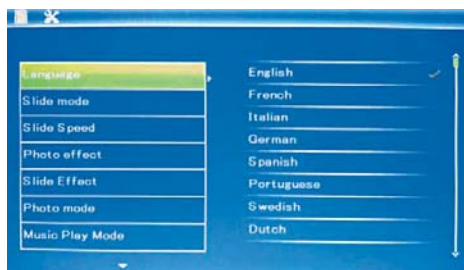 Language
Slide mode
Slide Speed
Photo effect
Slide Effect
Photo mode
Music Play Mode
English
French
Italian
German
Spanish
Portuguese
Swedish
Dutch